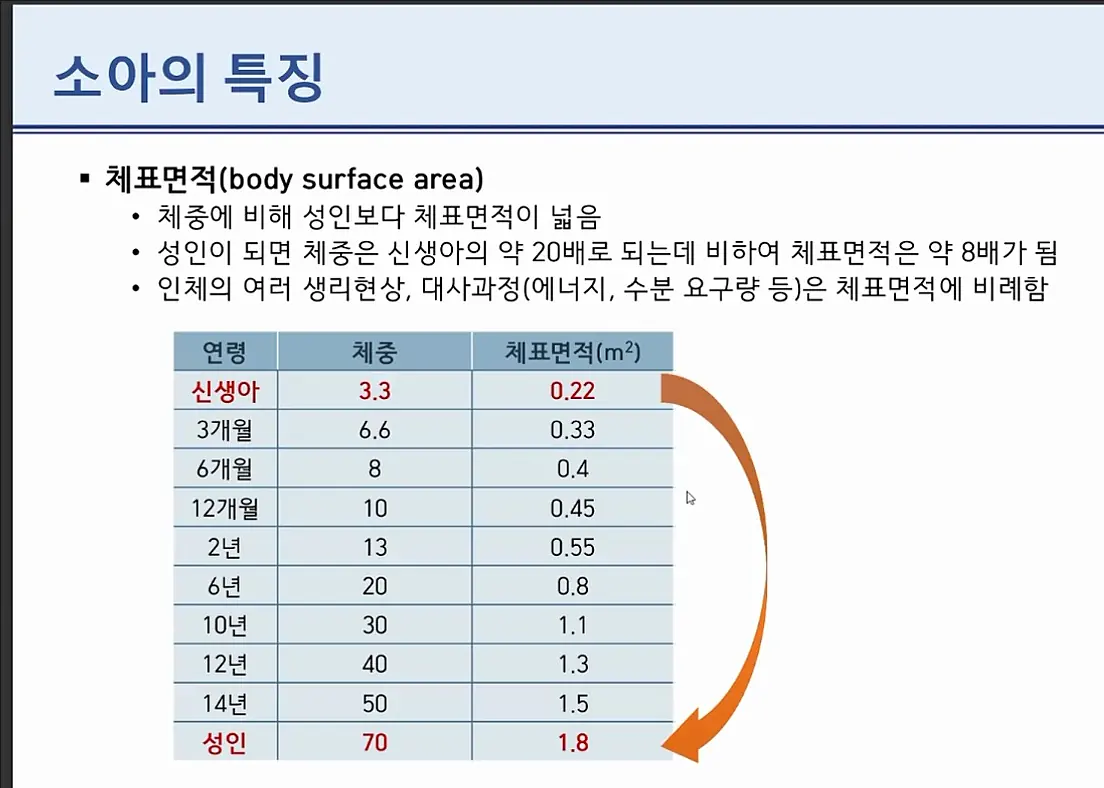 소아의 특징
▪ 체표면적(body surface area)
• 체중에 비해 성인보다 체표면적이 넓음
• 성인이 되면 체중은 신생아의 약 20배로 되는데 비하여 체표면적은 약 8배가 됨
• 인체의 여러 생리현상, 대사과정(에너지, 수분 요구량 등)은 체표면적에 비례함
연령 체중 체표면적(m²)
신생아 3.3 0.22
3개월 6.6 0.33
6개월 8 0.4
12개월 10 0.45
2년 13 0.55
6년 20 0.8
10년 30 1.1
12년 40 1.3
14년 50 1.5
성인 70 1.8